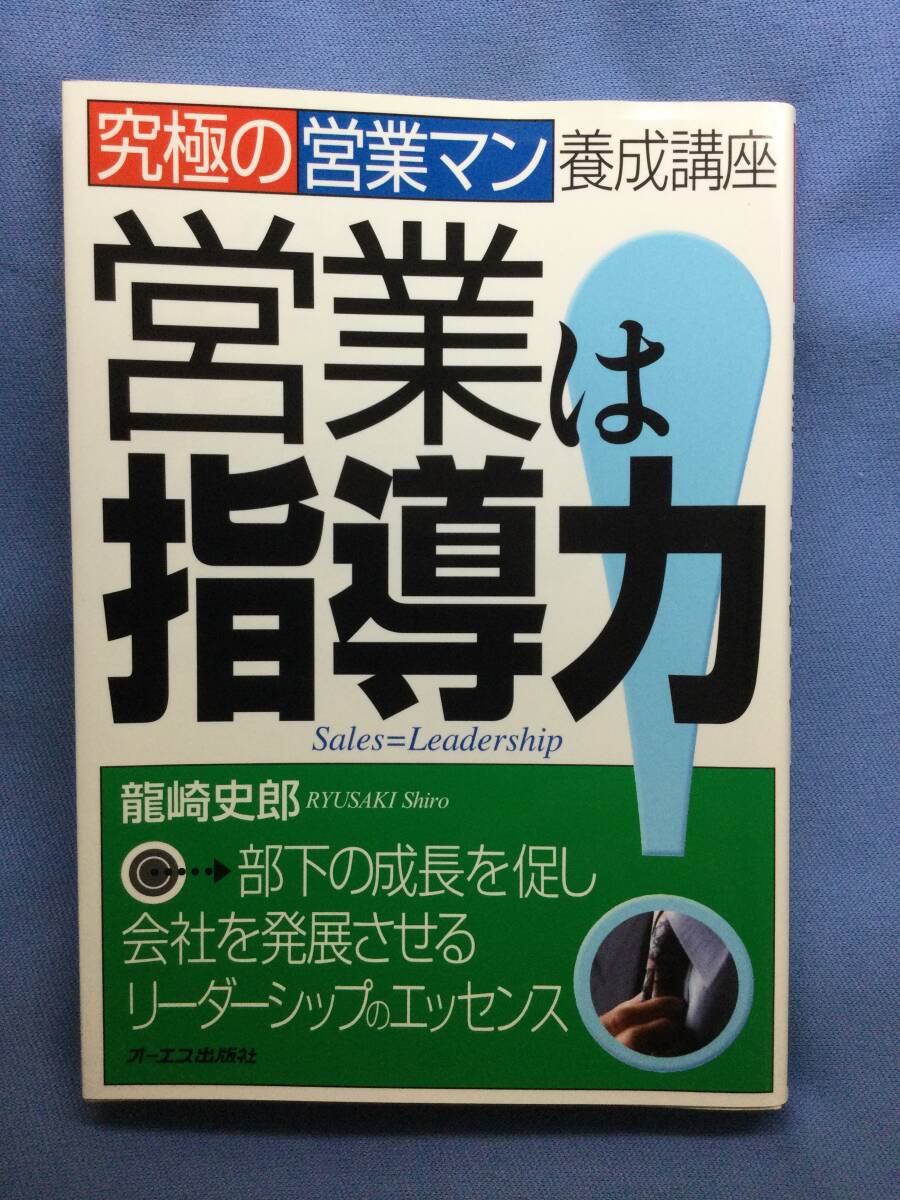 究極の営業マン養成講座
営業は
指導力!
Sales=Leadership
龍崎史郎 RYUSAKI Shiro
部下の成長を促し
会社を発展させる
リーダーシップのエッセンス
オーエス出版社